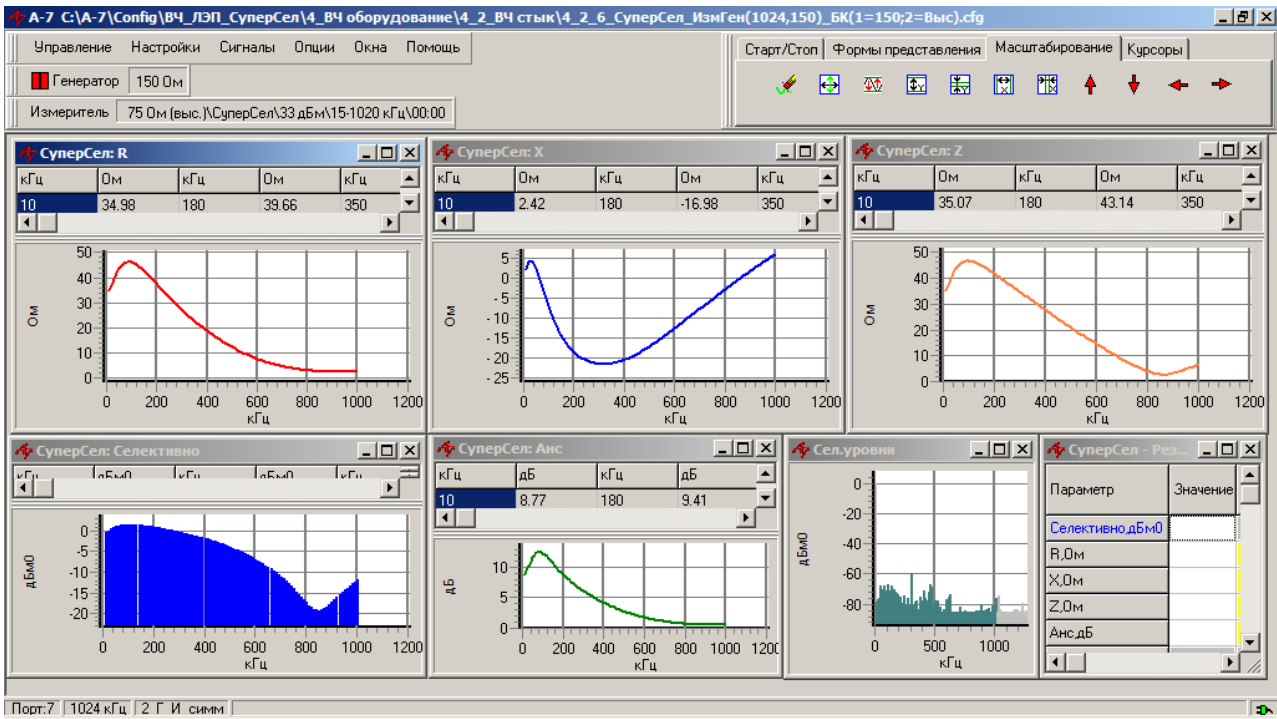 А-7 C:\A-7\Config\ВЧ_ЛЭП_СуперСел\4_ВЧ оборудование\4_2_ВЧ стык\4_2_6_СуперСел_ИзмГен(1024,150)_БК(1=150;2=Выс).cfg
Управление Настройки Сигналы Опции Окна Помощь
Старт/Стоп Формы представления Масштабирование Курсоры
Генератор 150 Ом
Измеритель 75 Ом (выс.)\СуперСел\33 дБм\15-1020 кГц\00:00
СуперСел: R
кГц Ом кГц Ом кГц
10 34.98 180 39.66 350
50
40
30
20
10
0
Ом
0 200 400 600 800 1000 1200
кГц
СуперСел: X
кГц Ом кГц Ом кГц
10 2.42 180 -16.98 350
5
0
-5
-10
-15
-20
-25
Ом
0 200 400 600 800 1000 1200
кГц
СуперСел: Z
кГц Ом кГц Ом кГц
10 35.07 180 43.14 350
50
40
30
20
10
0
Ом
0 200 400 600 800 1000 1200
кГц
СуперСел: Селективно
кГц дБм0 кГц дБм0 кГц
0
-5
-10
-15
-20
дБм0
0 200 400 600 800 1000 1200
кГц
СуперСел: Анс
кГц дБ кГц дБ
10 8.77 180 9.41
10
5
0
дБ
0 200 400 600 800 1000 1200
кГц
Сел.уровни
0
-20
-40
-60
-80
дБм0
0 500 1000
кГц
СуперСел - Рез...
Параметр Значение
Селективно,дБм0
R,Ом
X,Ом
Z,Ом
Анс,дБ
Порт:7 1024 кГц 2 Г И симм